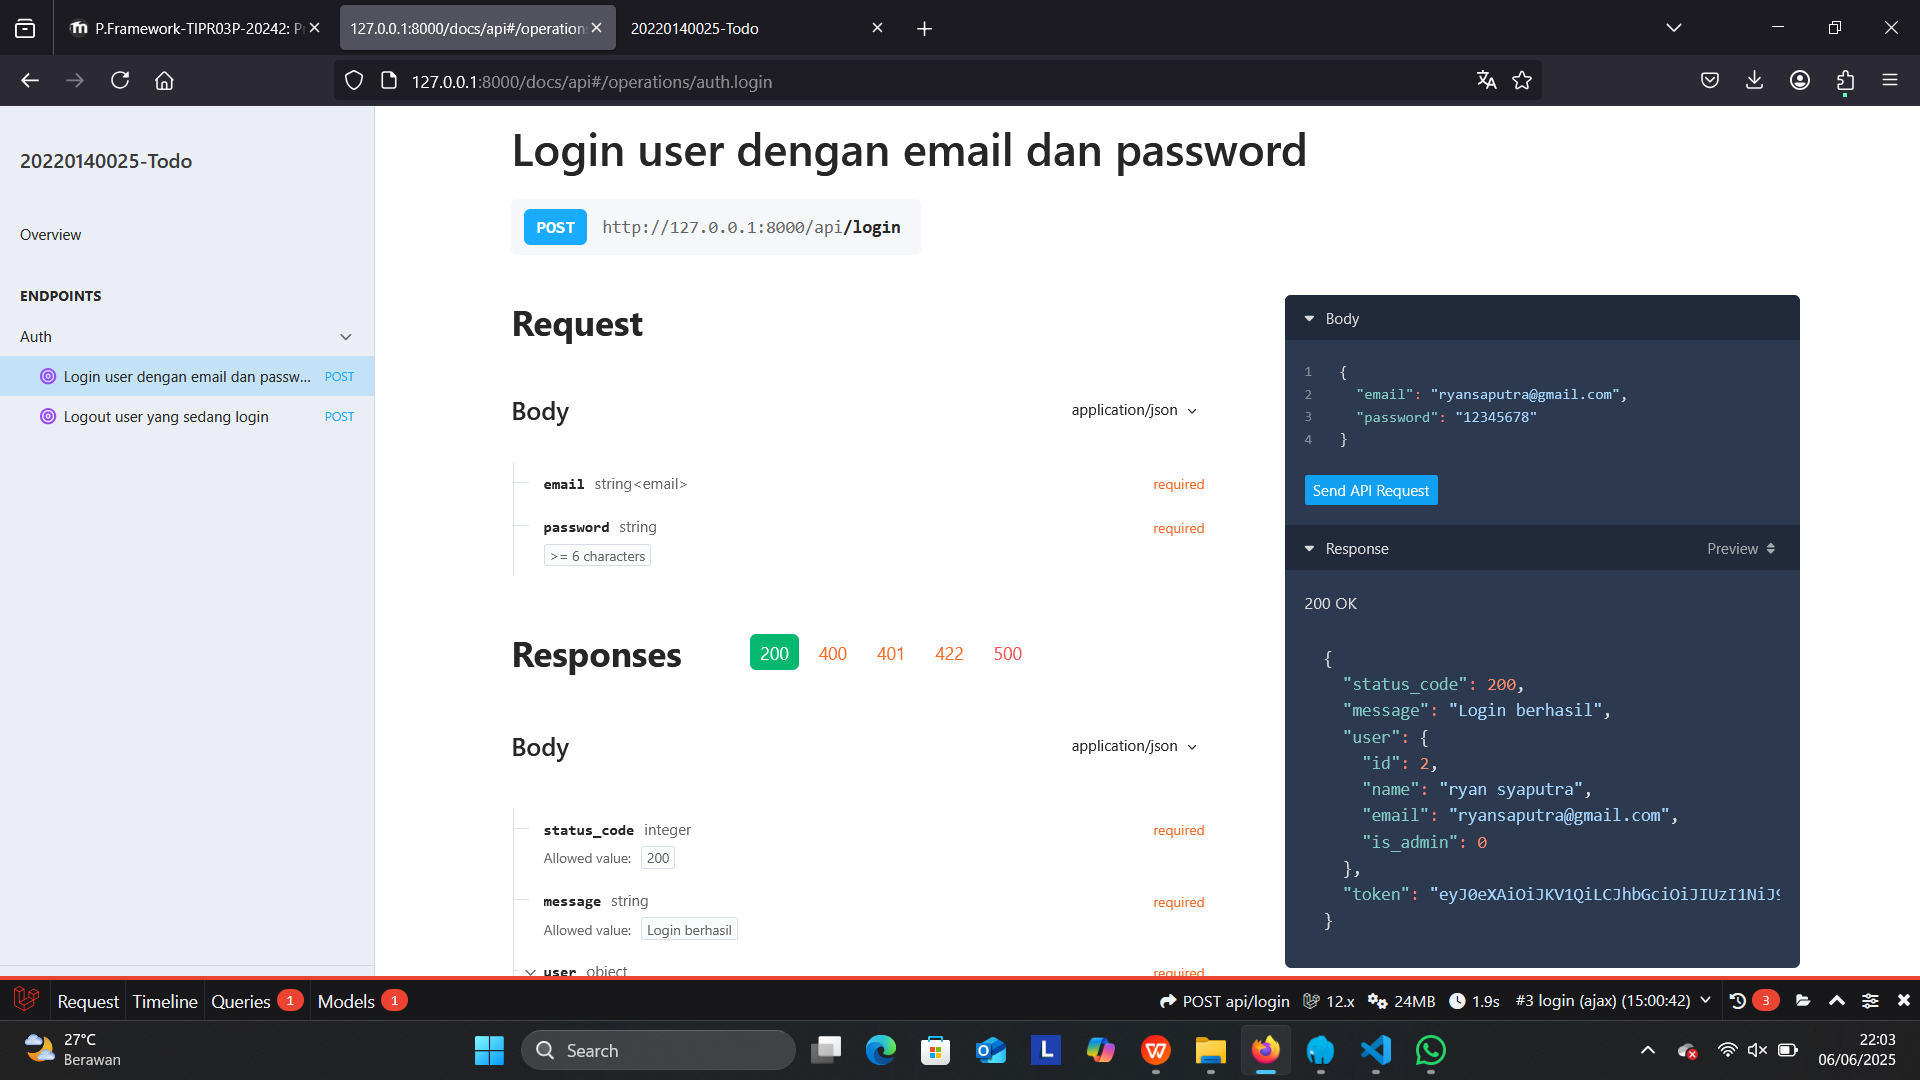 P.Framework-TIPR03P-20242: P
127.0.0.1:8000/docs/api#/operation
20220140025-Todo
127.0.0.1:8000/docs/api#/operations/auth.login
20220140025-Todo
Overview
ENDPOINTS
Auth
Login user dengan email dan passw... POST
Logout user yang sedang login POST
Login user dengan email dan password
POST http://127.0.0.1:8000/api/login
Request
Body application/json
email string<email> required
password string required
>= 6 characters
Responses 200 400 401 422 500
Body application/json
status_code integer required
Allowed value: 200
message string required
Allowed value: Login berhasil
user object required
Body
1 {
2 "email": "ryansaputra@gmail.com",
3 "password": "12345678"
4 }
Send API Request
Response Preview
200 OK
{
"status_code": 200,
"message": "Login berhasil",
"user": {
"id": 2,
"name": "ryan syaputra",
"email": "ryansaputra@gmail.com",
"is_admin": 0
},
"token": "eyJ0eXAiOiJKV1QiLCJhbGciOiJIUzI1NiJ9
}
Request Timeline Queries 1 Models 1 POST api/login 12.x 24MB 1.9s #3 login (ajax) (15:00:42) 3
27°C
Berawan
Search
22:03
06/06/2025